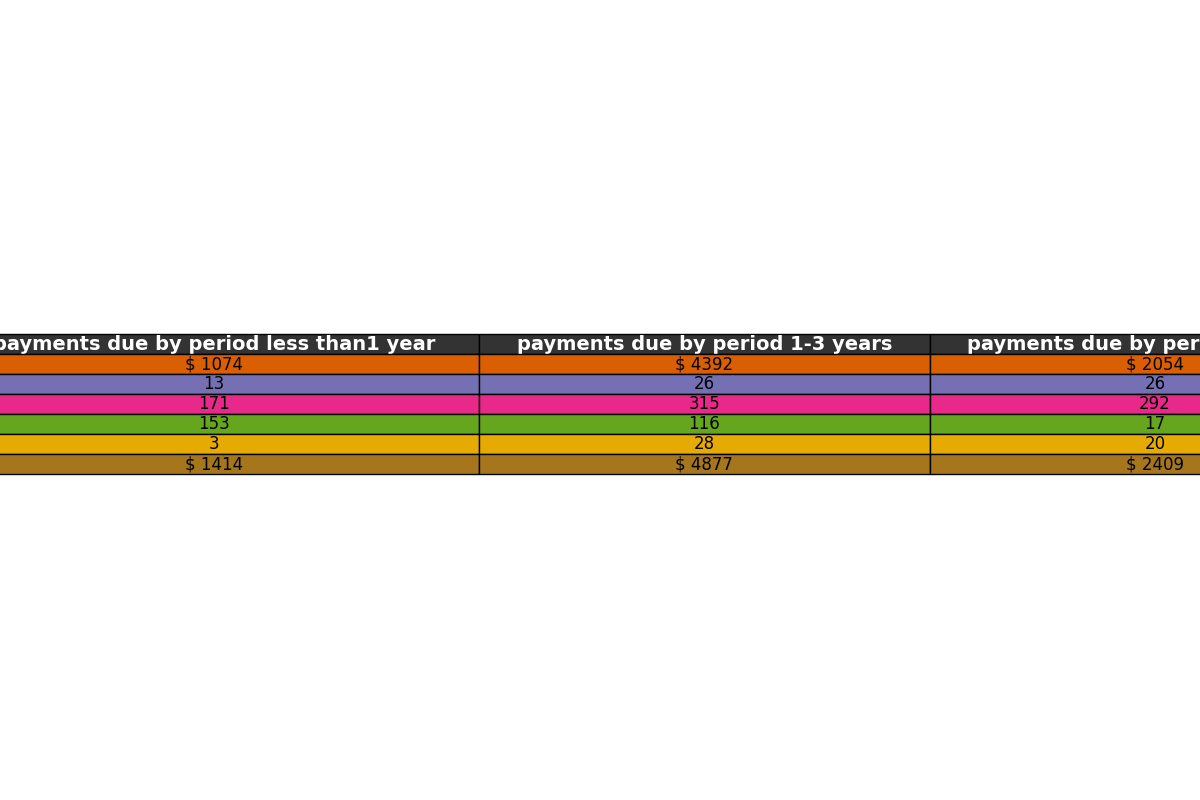 payments due by period less than1 year payments due by period 1-3 years payments due by
$ 1074 $ 4392 $ 2054
13 26 26
171 315 292
153 116 17
3 28 20
$ 1414 $ 4877 $ 2409